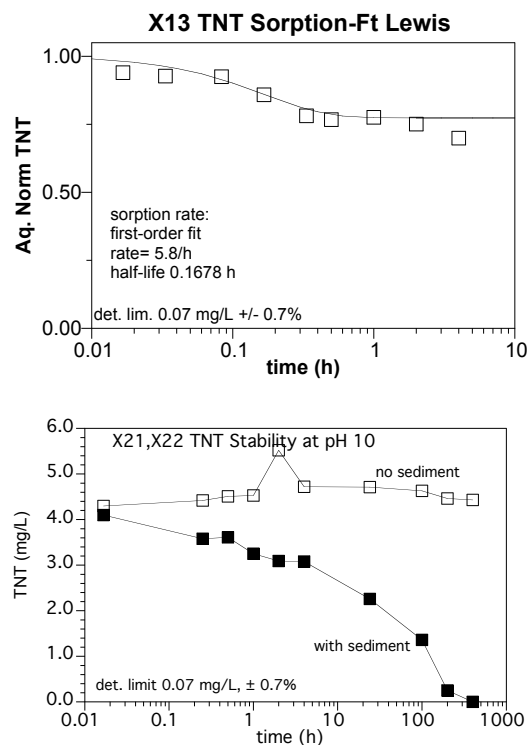 X13 TNT Sorption-Ft Lewis
1.00
0.50
0.00
Aq. Norm TNT
sorption rate:
first-order fit
rate= 5.8/h
half-life 0.1678 h
det. lim. 0.07 mg/L +/- 0.7%
0.01 0.1 1 10
time (h)
X21,X22 TNT Stability at pH 10
6.0
5.0
4.0
3.0
2.0
1.0
0.0
TNT (mg/L)
no sediment
with sediment
det. limit 0.07 mg/L, ± 0.7%
0.01 0.1 1 10 100 1000
time (h)